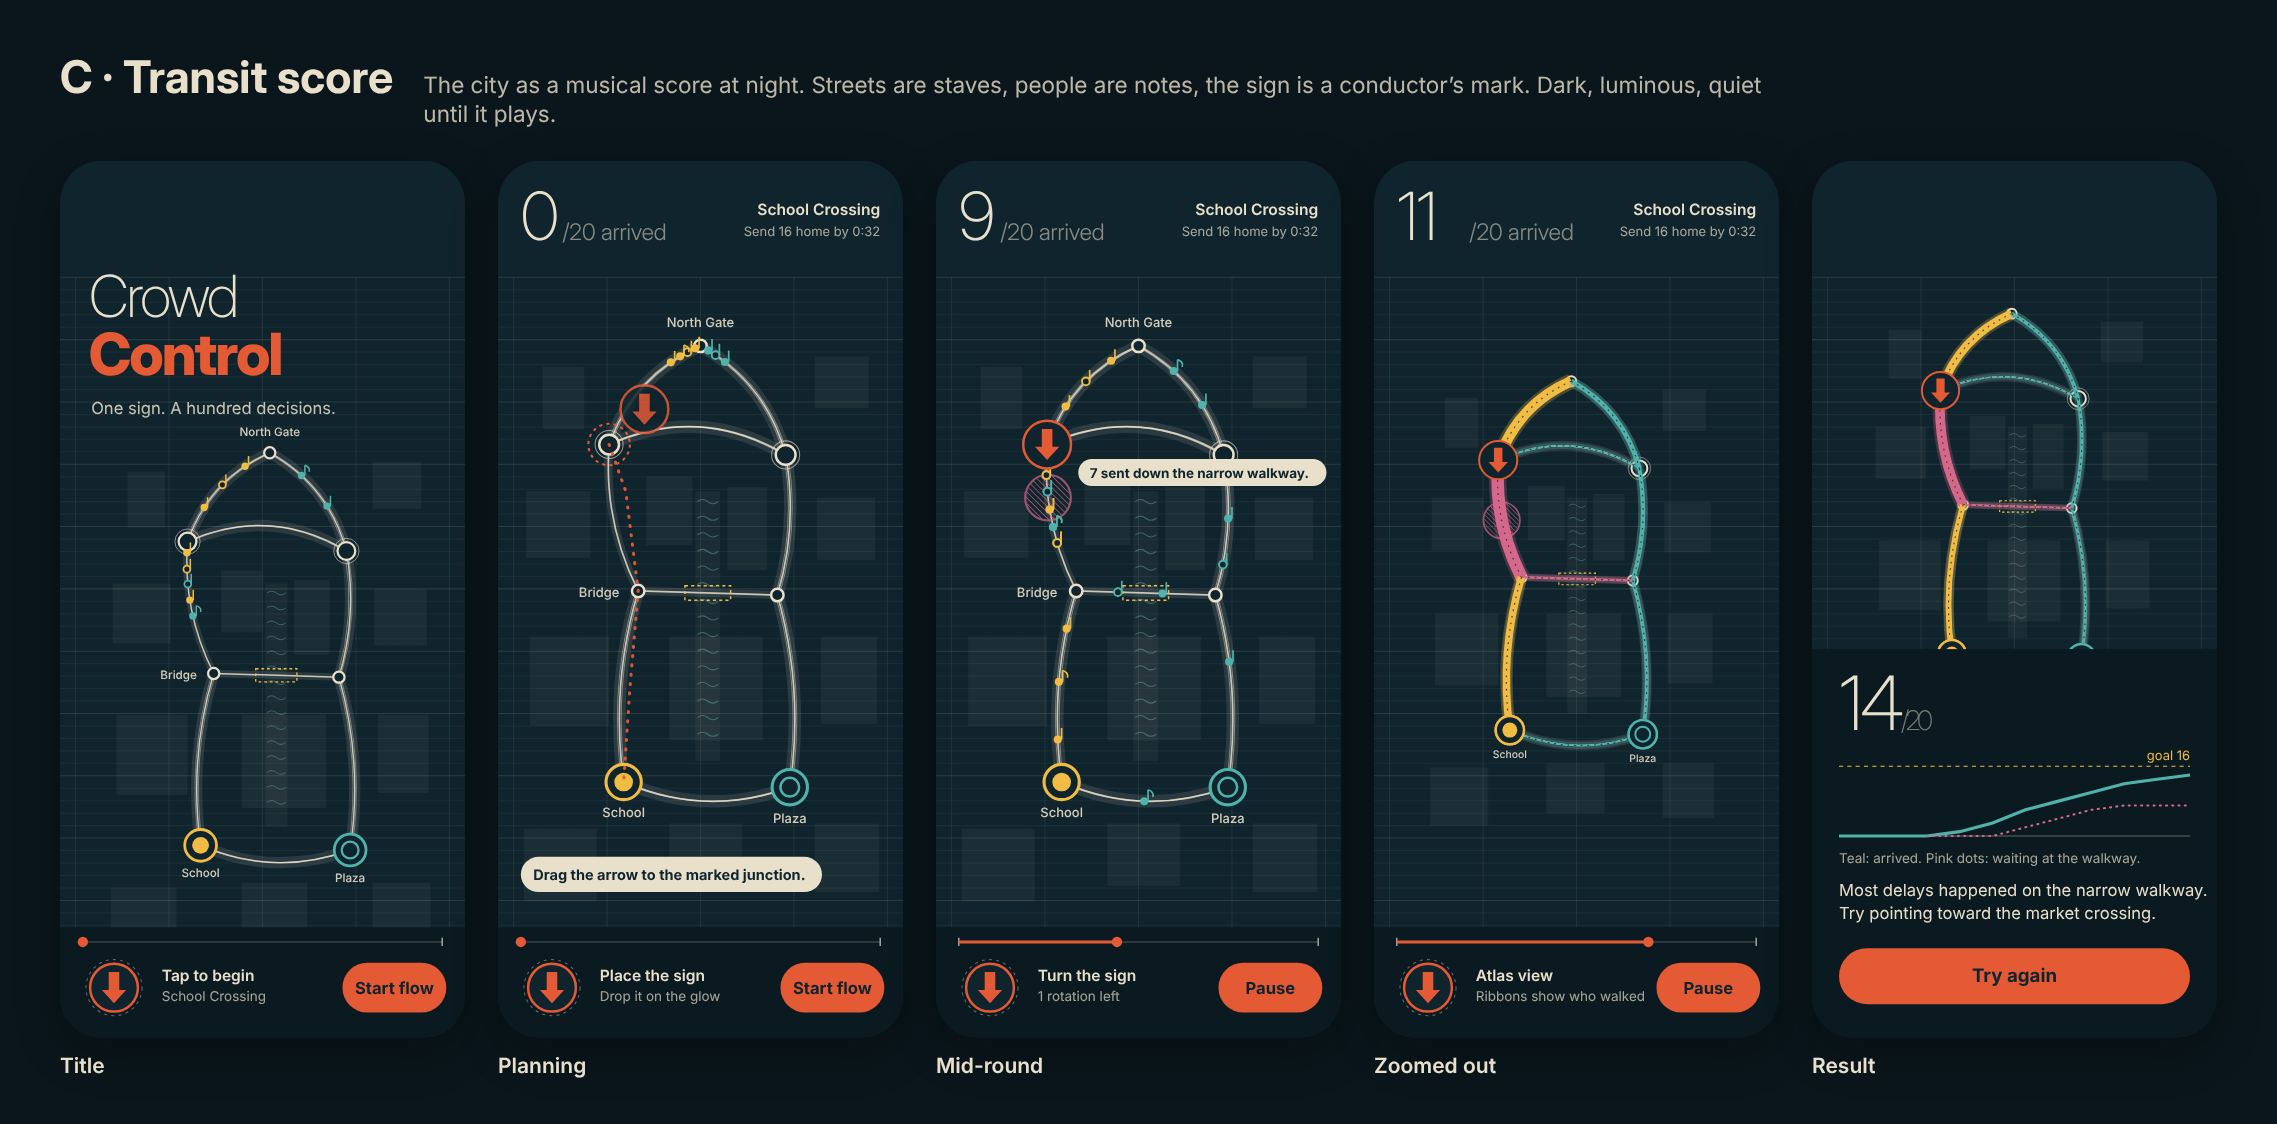 C · Transit score
The city as a musical score at night. Streets are staves, people are notes, the sign is a conductor’s mark. Dark, luminous, quiet
until it plays.
Crowd
Control
One sign. A hundred decisions.
North Gate
Bridge
School
Plaza
Tap to begin
School Crossing
Start flow
Title
0/20 arrived
School Crossing
Send 16 home by 0:32
North Gate
Bridge
School
Plaza
Drag the arrow to the marked junction.
Place the sign
Drop it on the glow
Start flow
Planning
9/20 arrived
School Crossing
Send 16 home by 0:32
North Gate
7 sent down the narrow walkway.
Bridge
School
Plaza
Turn the sign
1 rotation left
Pause
Mid-round
11 /20 arrived
School Crossing
Send 16 home by 0:32
School
Plaza
Atlas view
Ribbons show who walked
Pause
Zoomed out
14/20
goal 16
Teal: arrived. Pink dots: waiting at the walkway.
Most delays happened on the narrow walkway.
Try pointing toward the market crossing.
Try again
Result